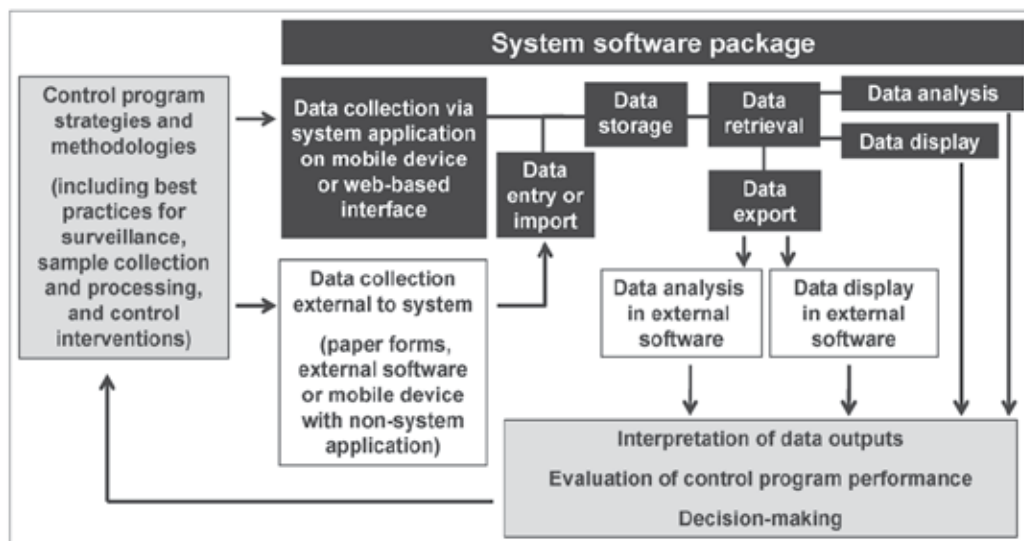 System software package
Control program
strategies and
methodologies
(including best
practices for
surveillance,
sample collection
and processing,
and control
interventions)
Data collection via
system application
on mobile device
or web-based
interface
Data
entry or
import
Data
storage
Data
retrieval
Data analysis
Data display
Data
export
Data collection
external to system
(paper forms,
external software
or mobile device
with non-system
application)
Data analysis
in external
software
Data display
in external
software
Interpretation of data outputs
Evaluation of control program performance
Decision-making